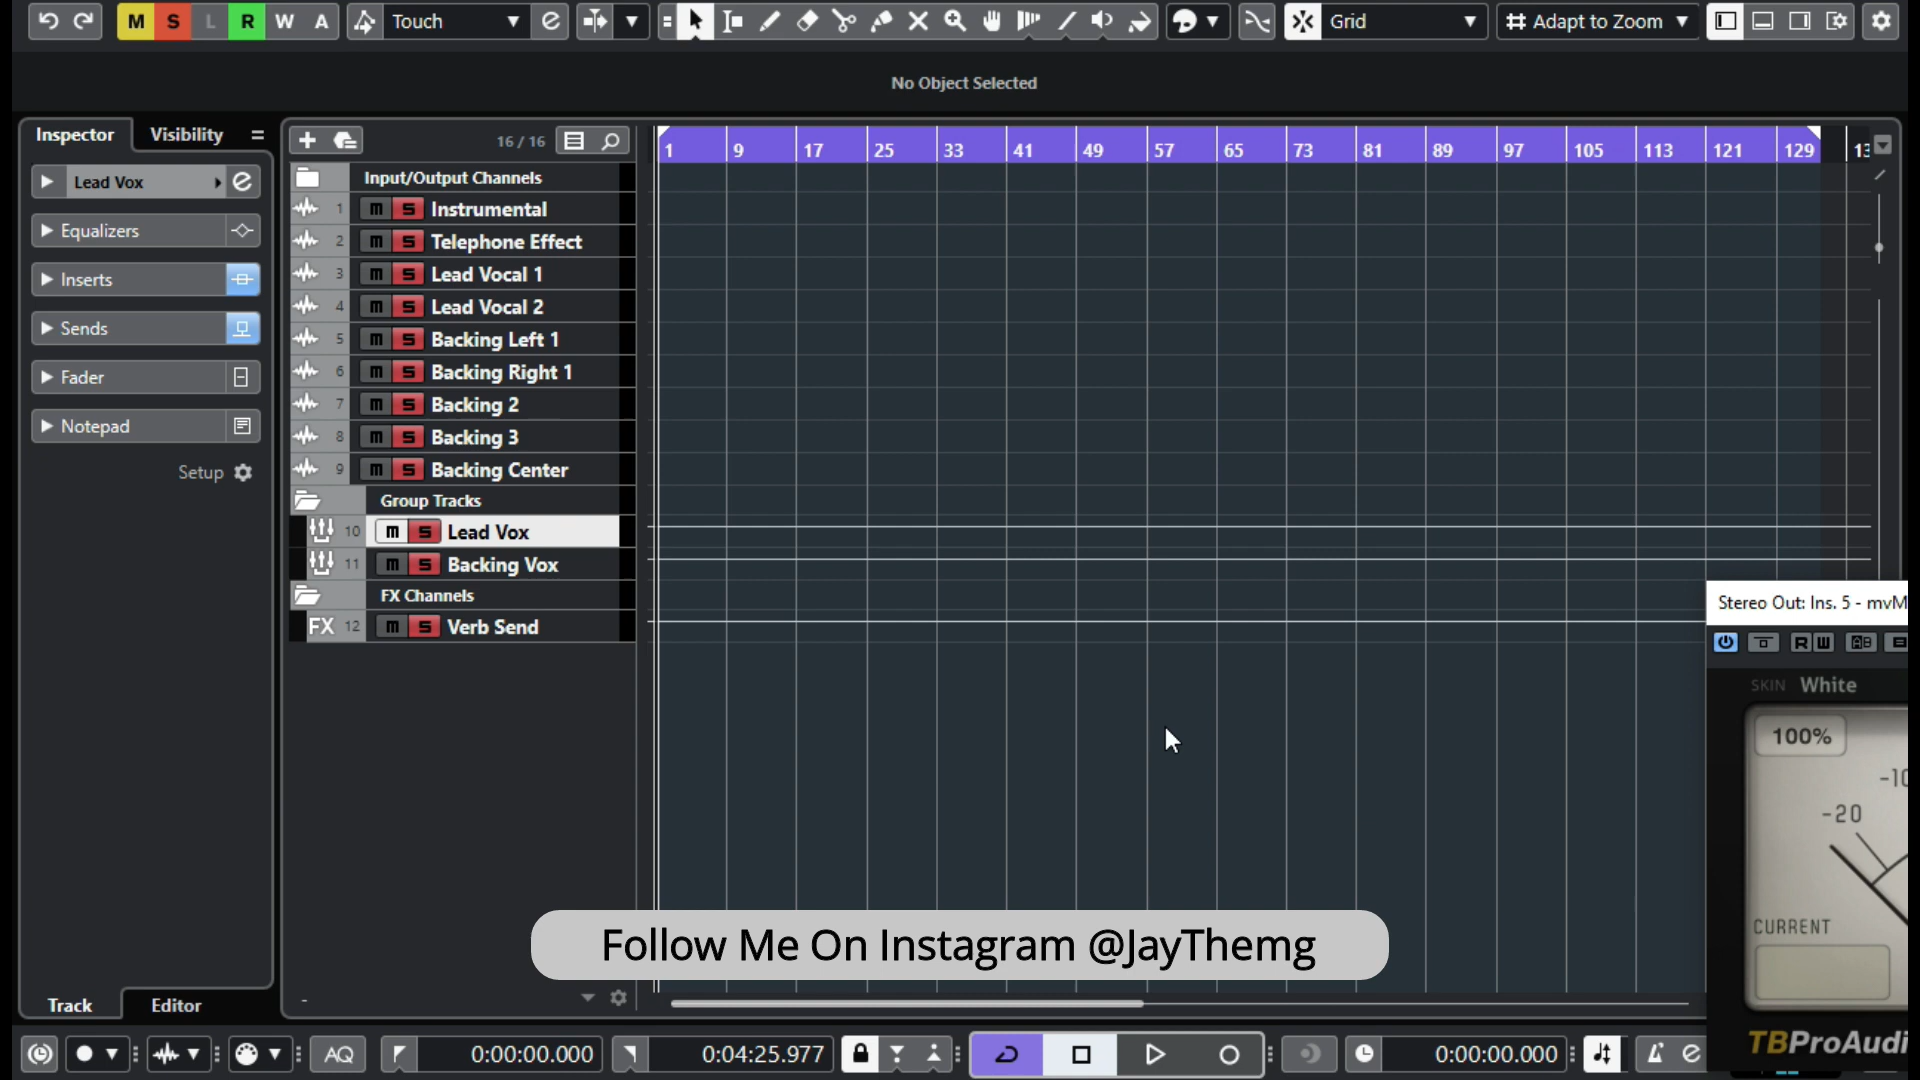 M S L R W A Touch Grid Adapt to Zoom
No Object Selected
Inspector Visibility
16 / 16
1 9 17 25 33 41 49 57 65 73 81 89 97 105 113 121 129
Lead Vox
Equalizers
Inserts
Sends
Fader
Notepad
Setup
Input/Output Channels
1 m S Instrumental
2 m S Telephone Effect
3 m S Lead Vocal 1
4 m S Lead Vocal 2
5 m S Backing Left 1
6 m S Backing Right 1
7 m S Backing 2
8 m S Backing 3
9 m S Backing Center
Group Tracks
10 m S Lead Vox
11 m S Backing Vox
FX Channels
FX 12 m S Verb Send
Stereo Out: Ins. 5 - mvM
R W AB
SKIN White
100%
-10
-20
CURRENT
TBProAudi
Follow Me On Instagram @JayThemg
Track Editor
AQ 0:00:00.000 0:04:25.977 0:00:00.000